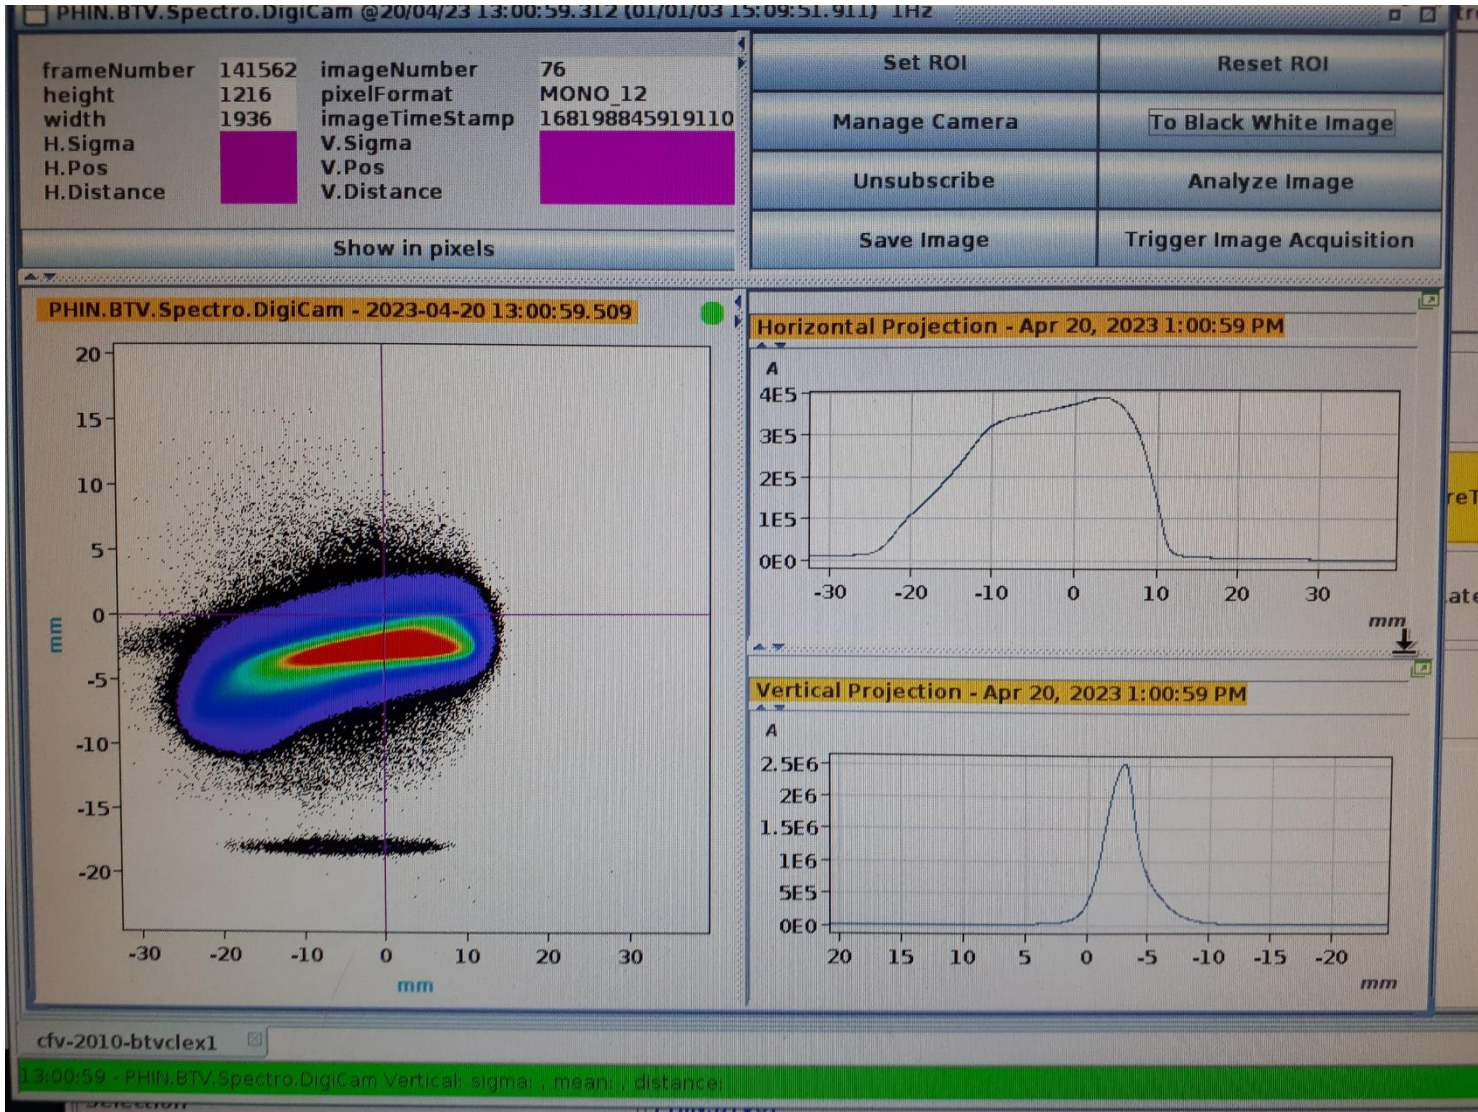 PHIN.BTV.Spectro.DigiCam @20/04/23 13:00:59.312 (01/01/03 15:09:51.911) 1Hz
frameNumber 141562 imageNumber 76
height 1216 pixelFormat MONO_12
width 1936 imageTimeStamp 168198845919110
H.Sigma V.Sigma
H.Pos V.Pos
H.Distance V.Distance
Show in pixels
Set ROI Reset ROI
Manage Camera To Black White Image
Unsubscribe Analyze Image
Save Image Trigger Image Acquisition
PHIN.BTV.Spectro.DigiCam - 2023-04-20 13:00:59.509
20
15
10
5
0
-5
-10
-15
-20
mm
-30 -20 -10 0 10 20 30
mm
Horizontal Projection - Apr 20, 2023 1:00:59 PM
A
4E5
3E5
2E5
1E5
0E0
-30 -20 -10 0 10 20 30
mm
Vertical Projection - Apr 20, 2023 1:00:59 PM
A
2.5E6
2E6
1.5E6
1E6
5E5
0E0
20 15 10 5 0 -5 -10 -15 -20
mm
reT
ate
cfv-2010-btvclex1
13:00:59 - PHIN.BTV.Spectro.DigiCam Vertical: sigma: , mean: , distance:
Selection